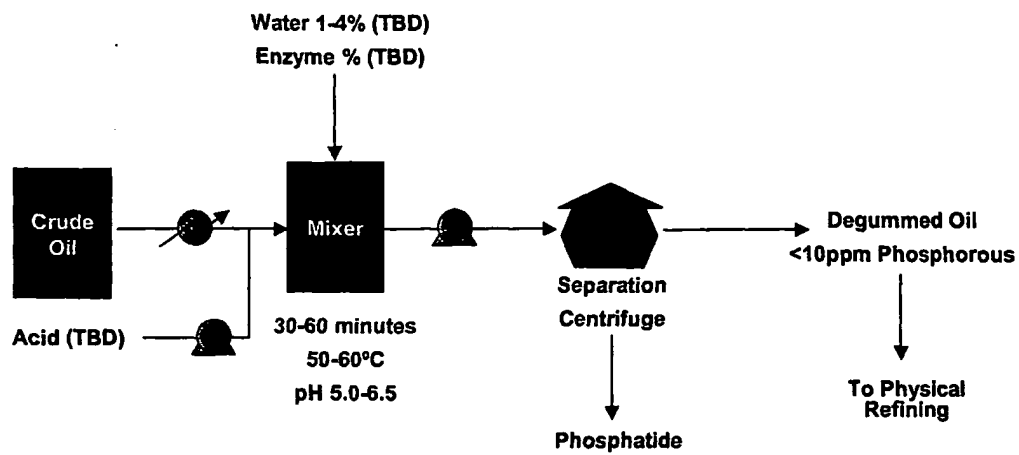 Water 1-4% (TBD)
Enzyme % (TBD)
Crude
Oil
Mixer
Acid (TBD)
30-60 minutes
50-60ºC
pH 5.0-6.5
Separation
Centrifuge
Phosphatide
Degummed Oil
<10ppm Phosphorous
To Physical
Refining